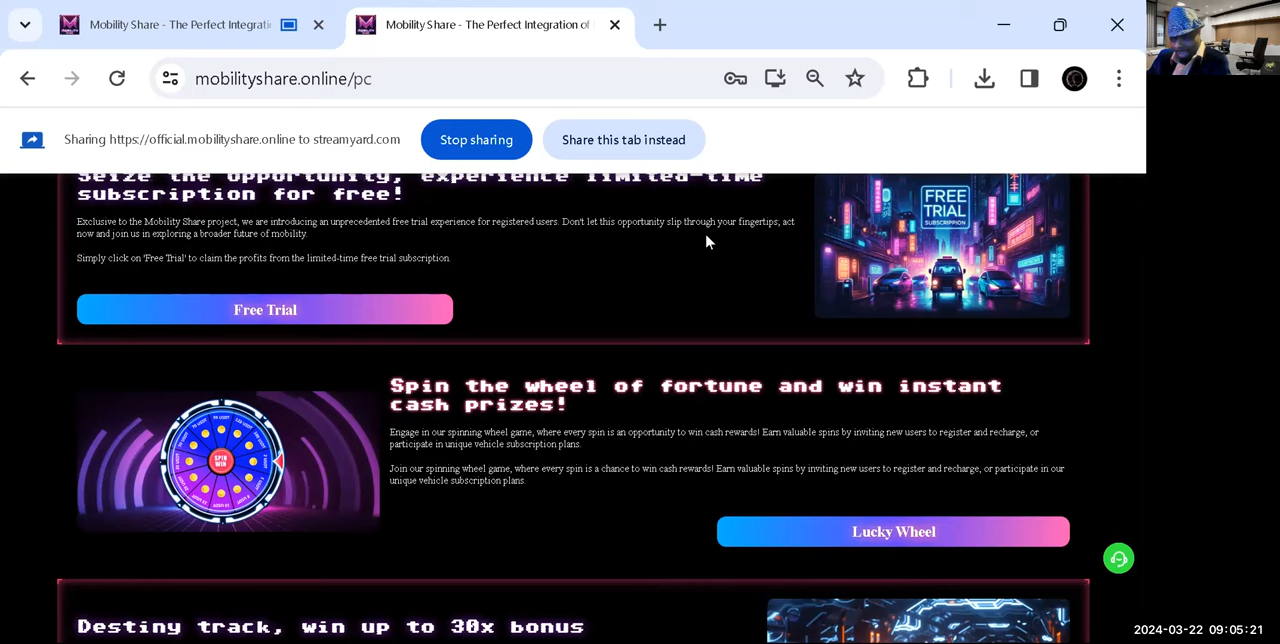 Mobility Share - The Perfect Integratio
Mobility Share - The Perfect Integration of
mobilityshare.online/pc
Sharing https://official.mobilityshare.online to streamyard.com
Stop sharing
Share this tab instead
Seize the opportunity, experience limited-time
subscription for free!
Exclusive to the Mobility Share project, we are introducing an unprecedented free trial experience for registered users. Don't let this opportunity slip through your fingertips; act
now and join us in exploring a broader future of mobility.
Simply click on 'Free Trial' to claim the profits from the limited-time free trial subscription.
Free Trial
FREE
TRIAL
SUBSCRIPPTION
Spin the wheel of fortune and win instant
cash prizes!
Engage in our spinning wheel game, where every spin is an opportunity to win cash rewards! Earn valuable spins by inviting new users to register and recharge, or
participate in unique vehicle subscription plans.
Join our spinning wheel game, where every spin is a chance to win cash rewards! Earn valuable spins by inviting new users to register and recharge, or participate in our
unique vehicle subscription plans.
SPIN
WIN
Lucky Wheel
Destiny track, win up to 30x bonus
2024-03-22 09:05:21